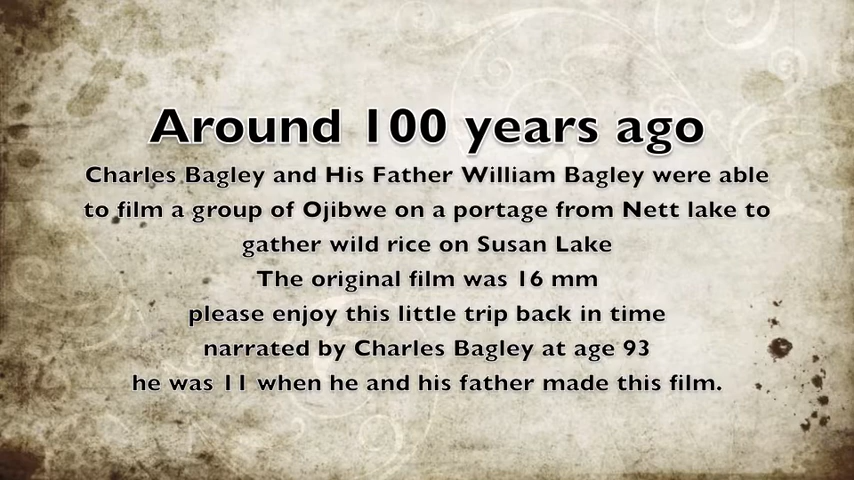 Around 100 years ago
Charles Bagley and His Father William Bagley were able
to film a group of Ojibwe on a portage from Nett lake to
gather wild rice on Susan Lake
The original film was 16 mm
please enjoy this little trip back in time
narrated by Charles Bagley at age 93
he was 11 when he and his father made this film.